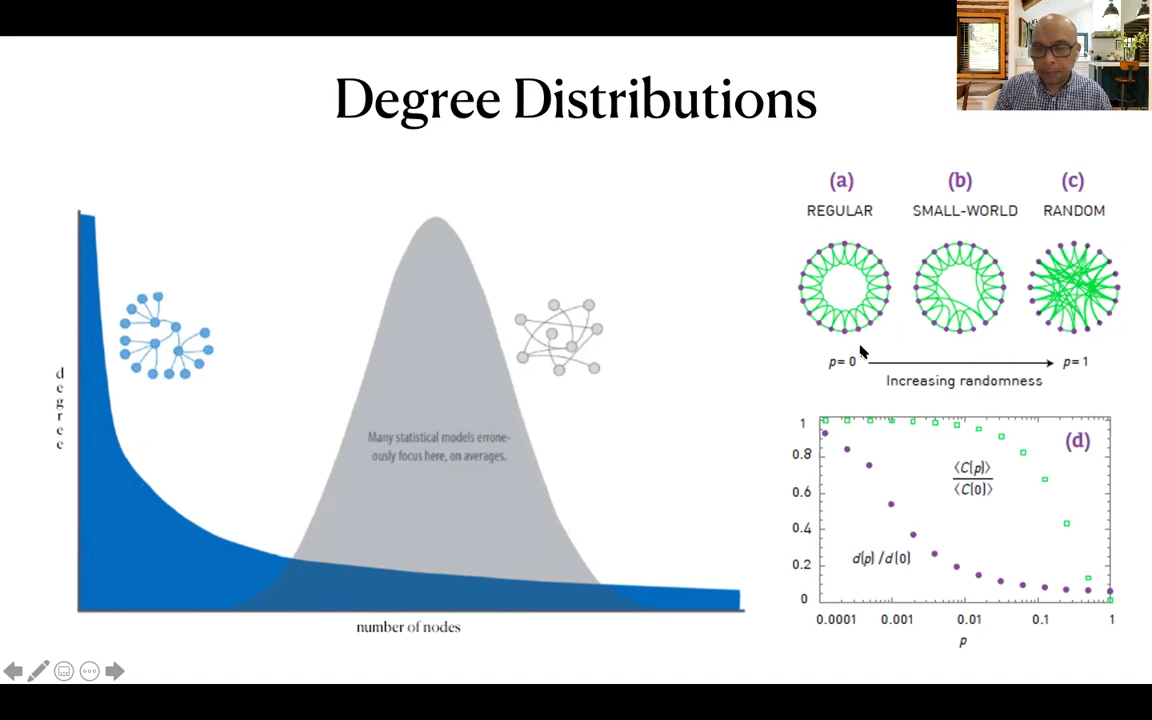 Degree Distributions
degree
Many statistical models errone-
ously focus here, on averages.
number of nodes
(a)
(b)
(c)
REGULAR
SMALL-WORLD
RANDOM
p= 0
p= 1
Increasing randomness
(d)
1
0.8
0.6
0.4
0.2
0
⟨C(p)⟩
⟨C(0)⟩
d(p) / d(0)
0.0001
0.001
0.01
0.1
1
p